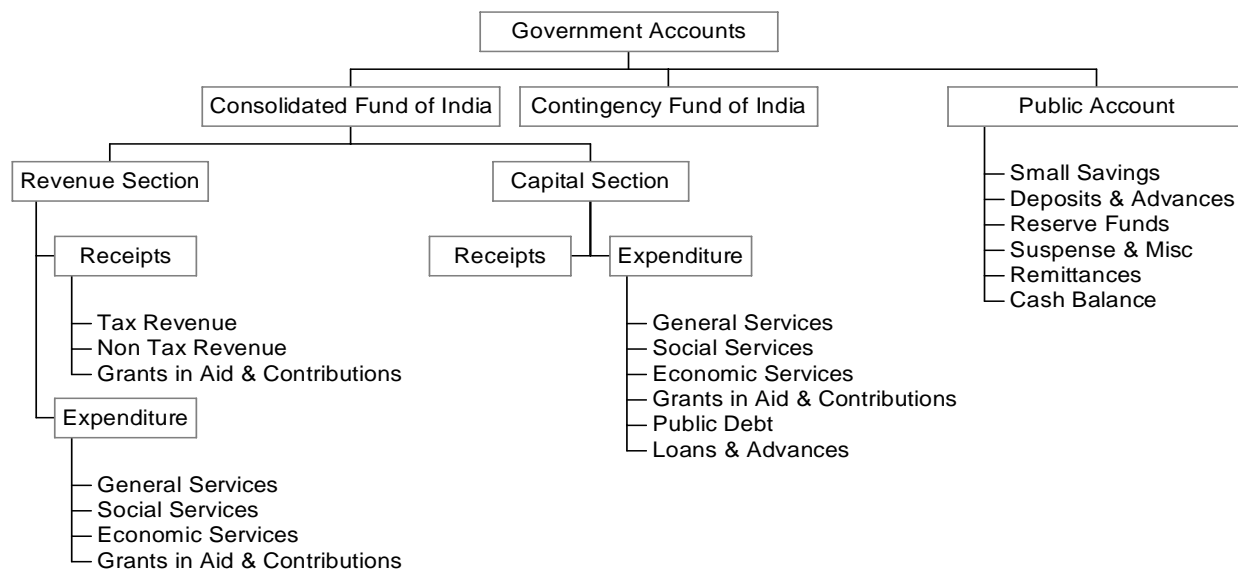 Government Accounts
Consolidated Fund of India
Contingency Fund of India
Public Account
Revenue Section
Capital Section
Small Savings
Deposits & Advances
Reserve Funds
Suspense & Misc
Remittances
Cash Balance
Receipts
Tax Revenue
Non Tax Revenue
Grants in Aid & Contributions
Expenditure
General Services
Social Services
Economic Services
Grants in Aid & Contributions
Receipts
Expenditure
General Services
Social Services
Economic Services
Grants in Aid & Contributions
Public Debt
Loans & Advances